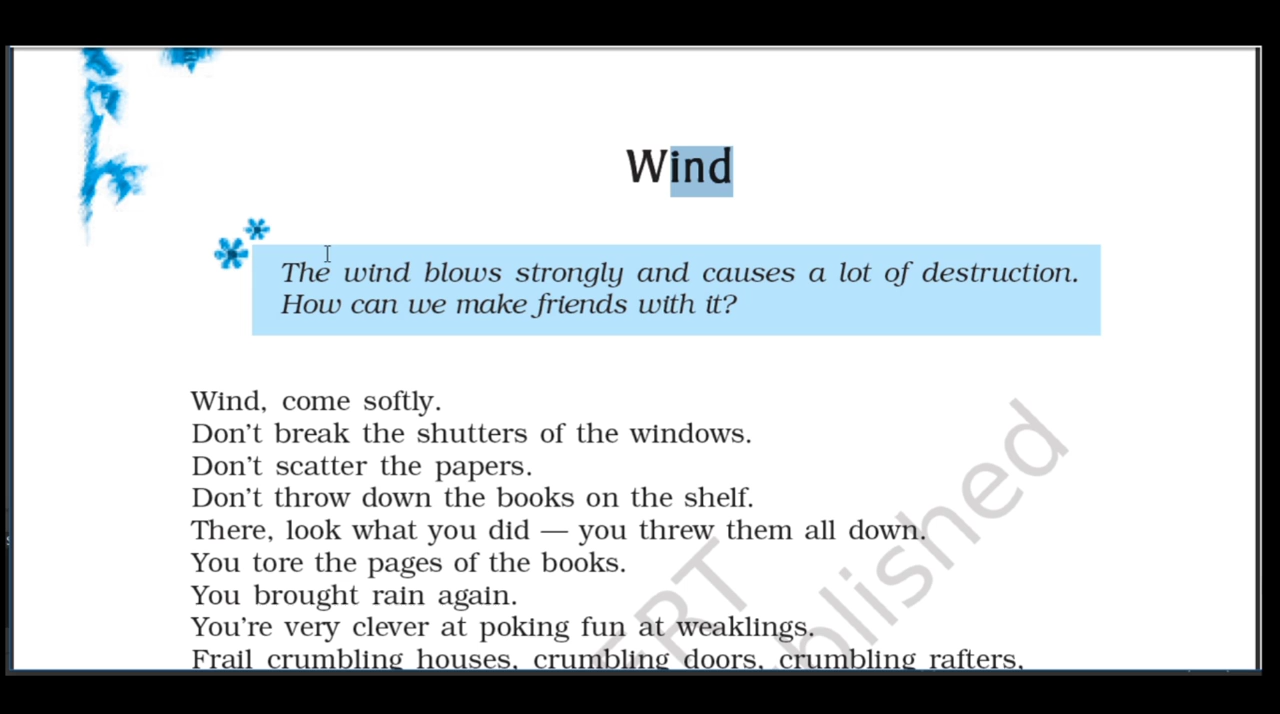 Wind
The wind blows strongly and causes a lot of destruction.
How can we make friends with it?
Wind, come softly.
Don't break the shutters of the windows.
Don't scatter the papers.
Don't throw down the books on the shelf.
There, look what you did — you threw them all down.
You tore the pages of the books.
You brought rain again.
You're very clever at poking fun at weaklings.
Frail crumbling houses, crumbling doors, crumbling rafters,